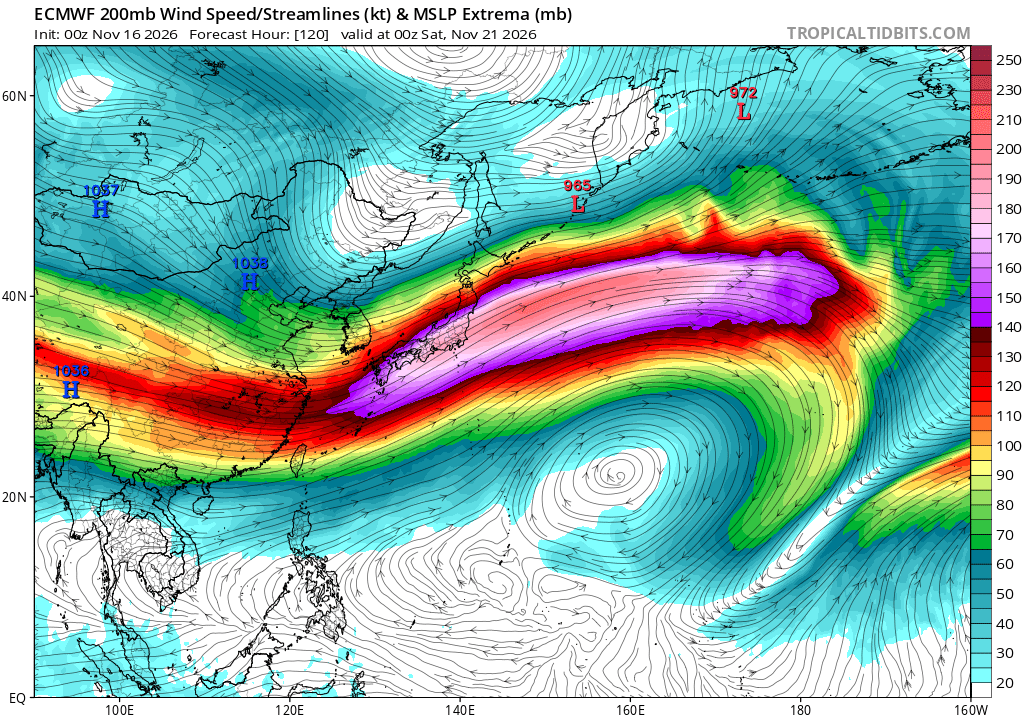 ECMWF 200mb Wind Speed/Streamlines (kt) & MSLP Extrema (mb)
Init: 00z Nov 16 2026   Forecast Hour: [120]   valid at 00z Sat, Nov 21 2026
TROPICALTIDBITS.COM
60N
40N
20N
EQ
972
L
965
L
1037
H
1038
H
1036
H
250
230
210
200
190
180
170
160
150
140
130
120
110
100
90
80
70
60
50
40
30
20
100E
120E
140E
160E
180
160W